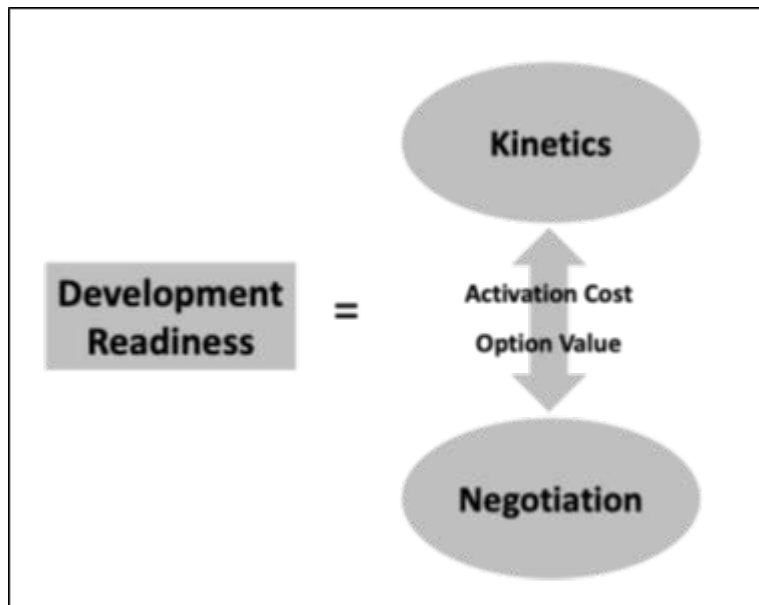 Kinetics
Development
Readiness
=
Activation Cost
Option Value
Negotiation